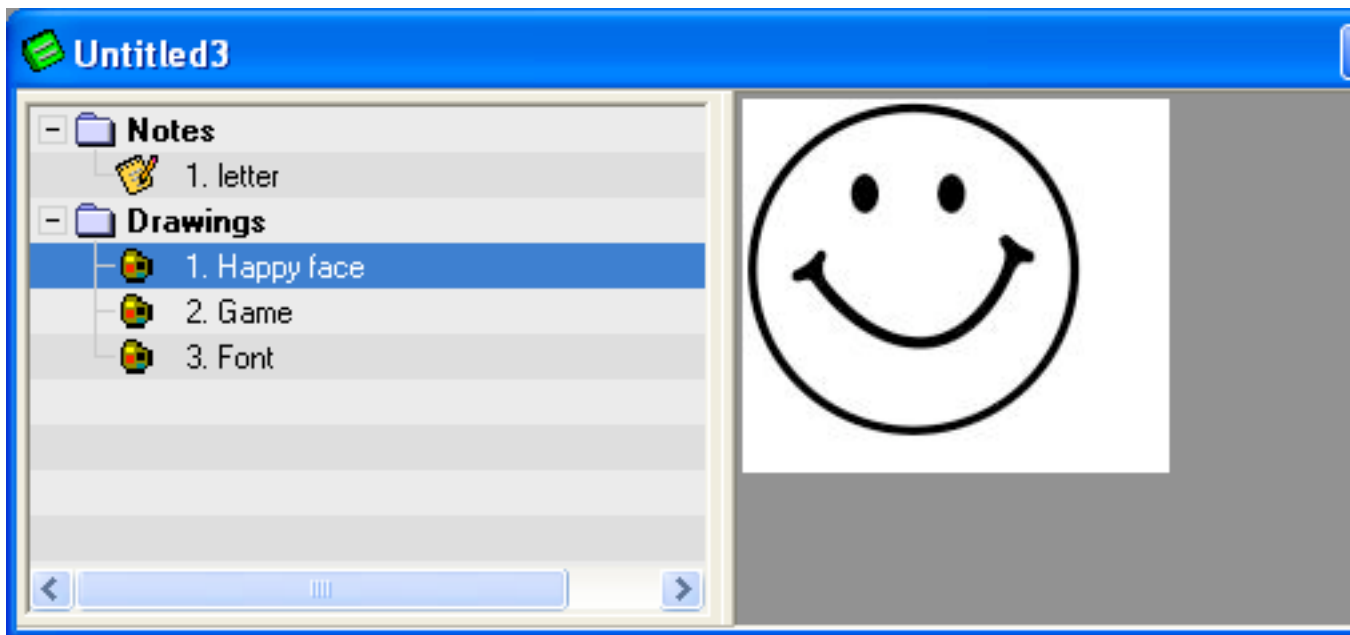 Untitled3
Notes
1. letter
Drawings
1. Happy face
2. Game
3. Font